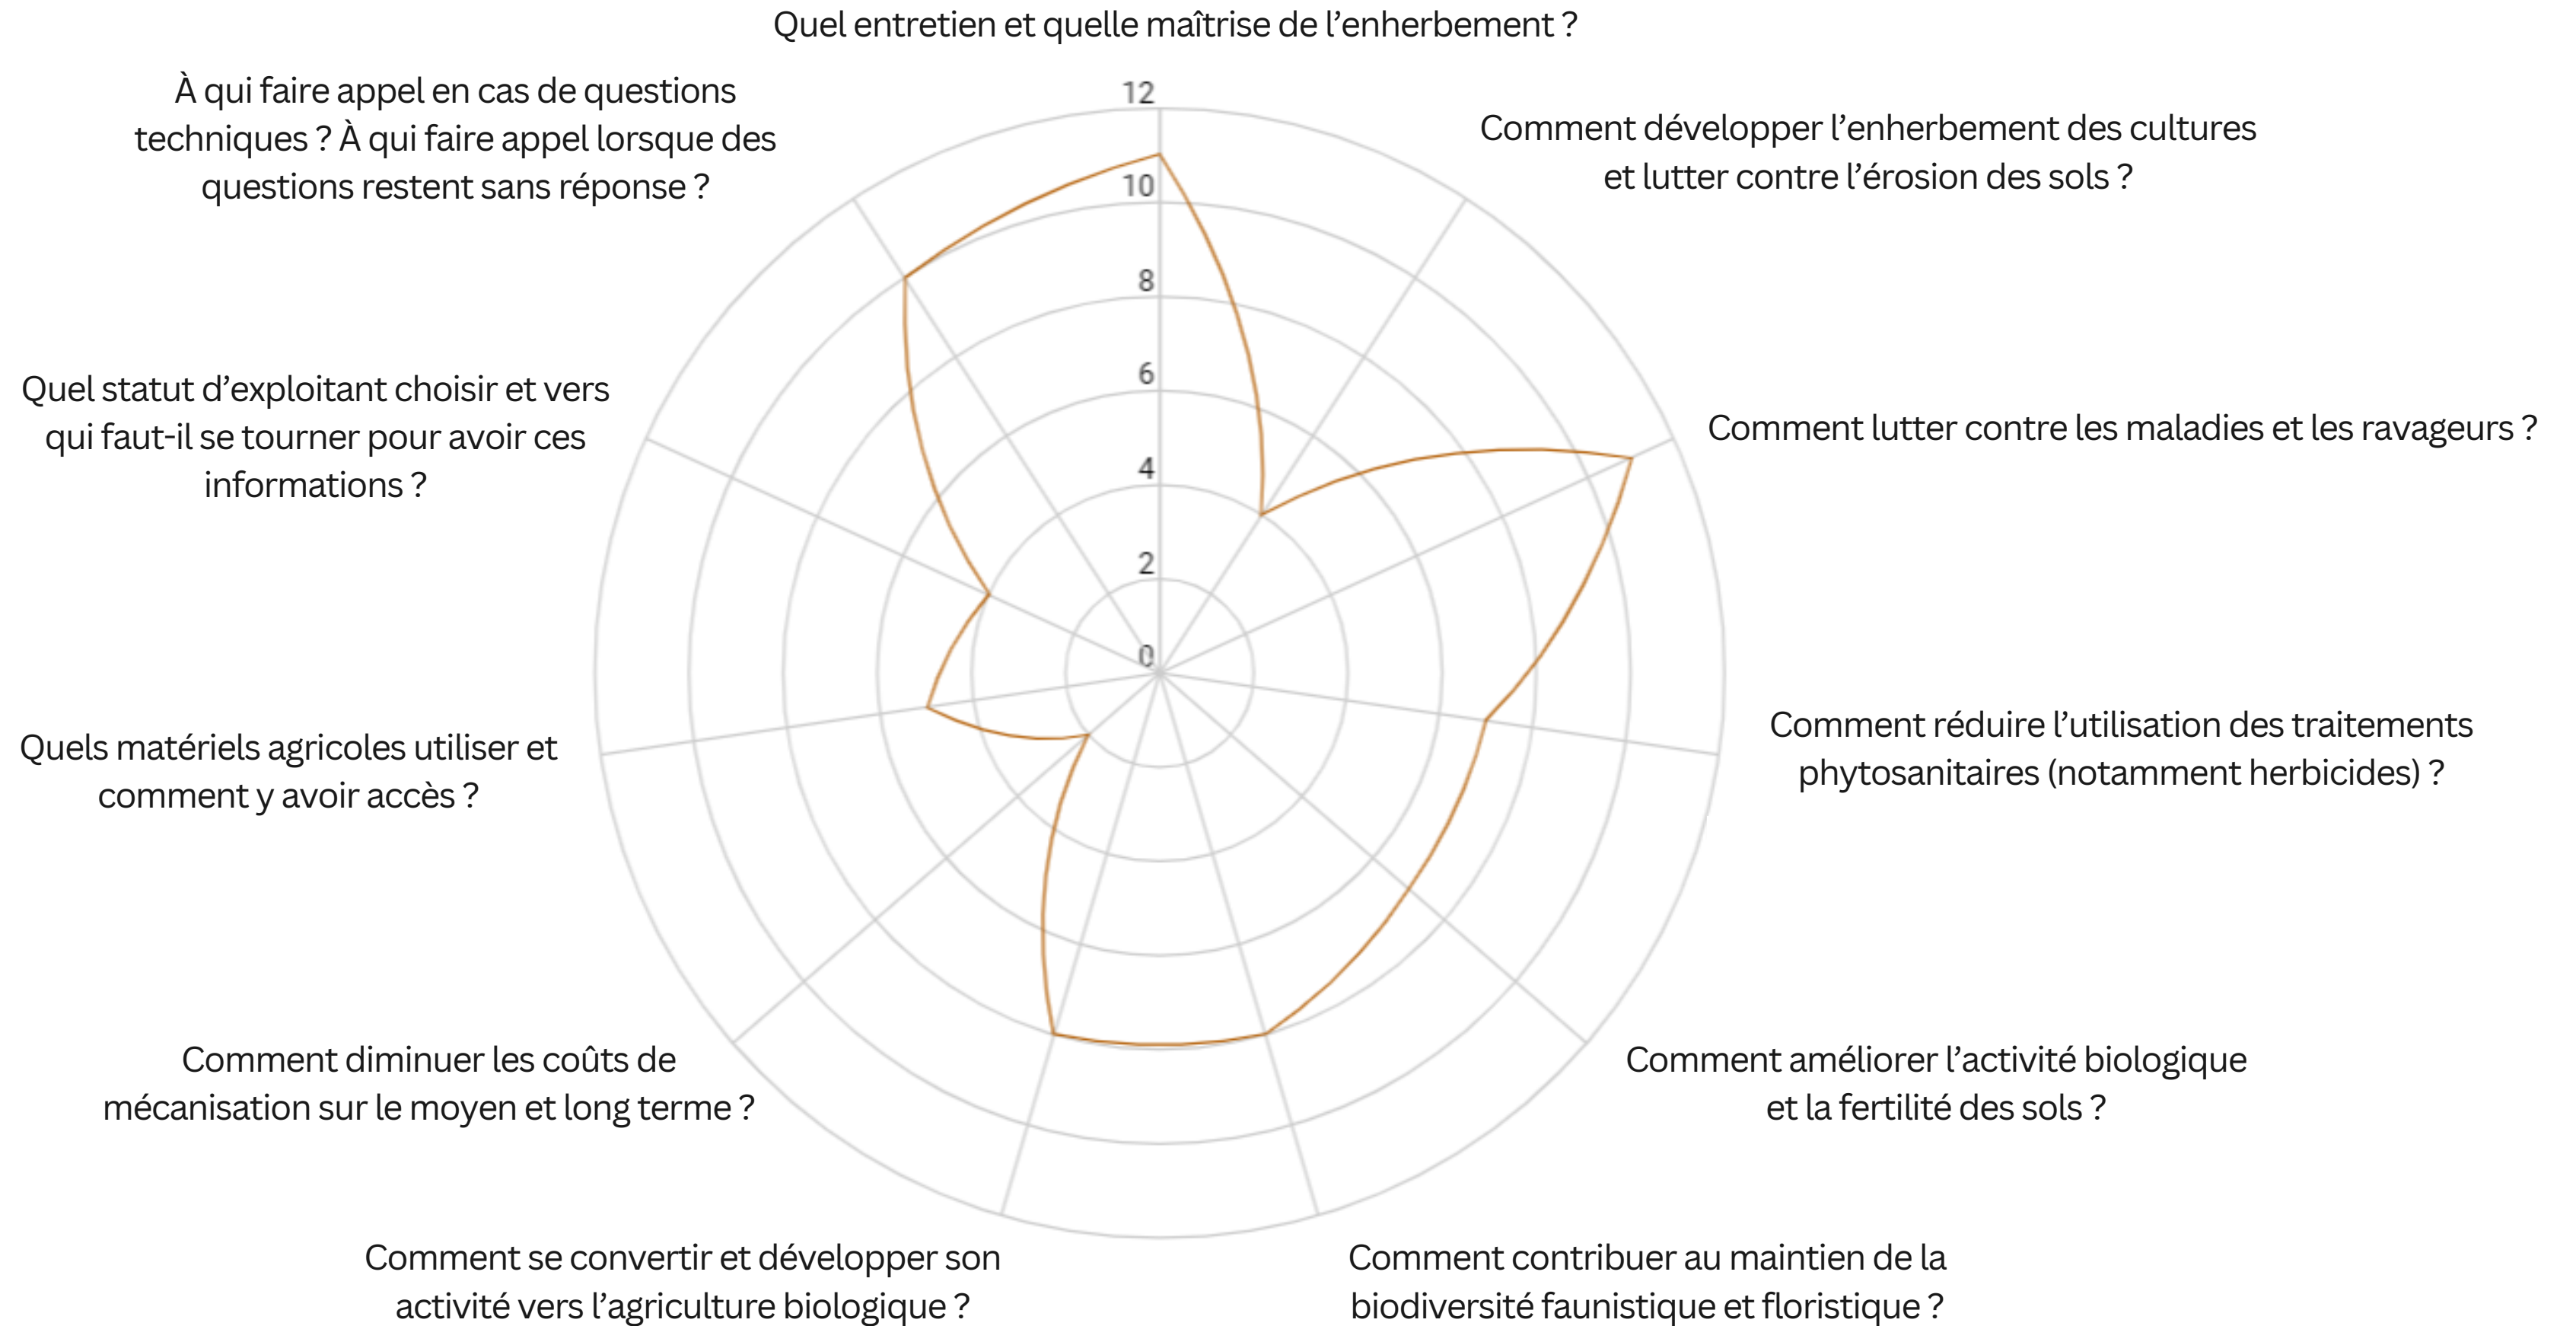 Quel entretien et quelle maîtrise de l’enherbement ?
À qui faire appel en cas de questions
techniques ? À qui faire appel lorsque des
questions restent sans réponse ?
Comment développer l’enherbement des cultures
et lutter contre l’érosion des sols ?
12
10
8
6
4
2
0
Quel statut d’exploitant choisir et vers
qui faut-il se tourner pour avoir ces
informations ?
Comment lutter contre les maladies et les ravageurs ?
Quels matériels agricoles utiliser et
comment y avoir accès ?
Comment réduire l’utilisation des traitements
phytosanitaires (notamment herbicides) ?
Comment diminuer les coûts de
mécanisation sur le moyen et long terme ?
Comment améliorer l’activité biologique
et la fertilité des sols ?
Comment se convertir et développer son
activité vers l’agriculture biologique ?
Comment contribuer au maintien de la
biodiversité faunistique et floristique ?